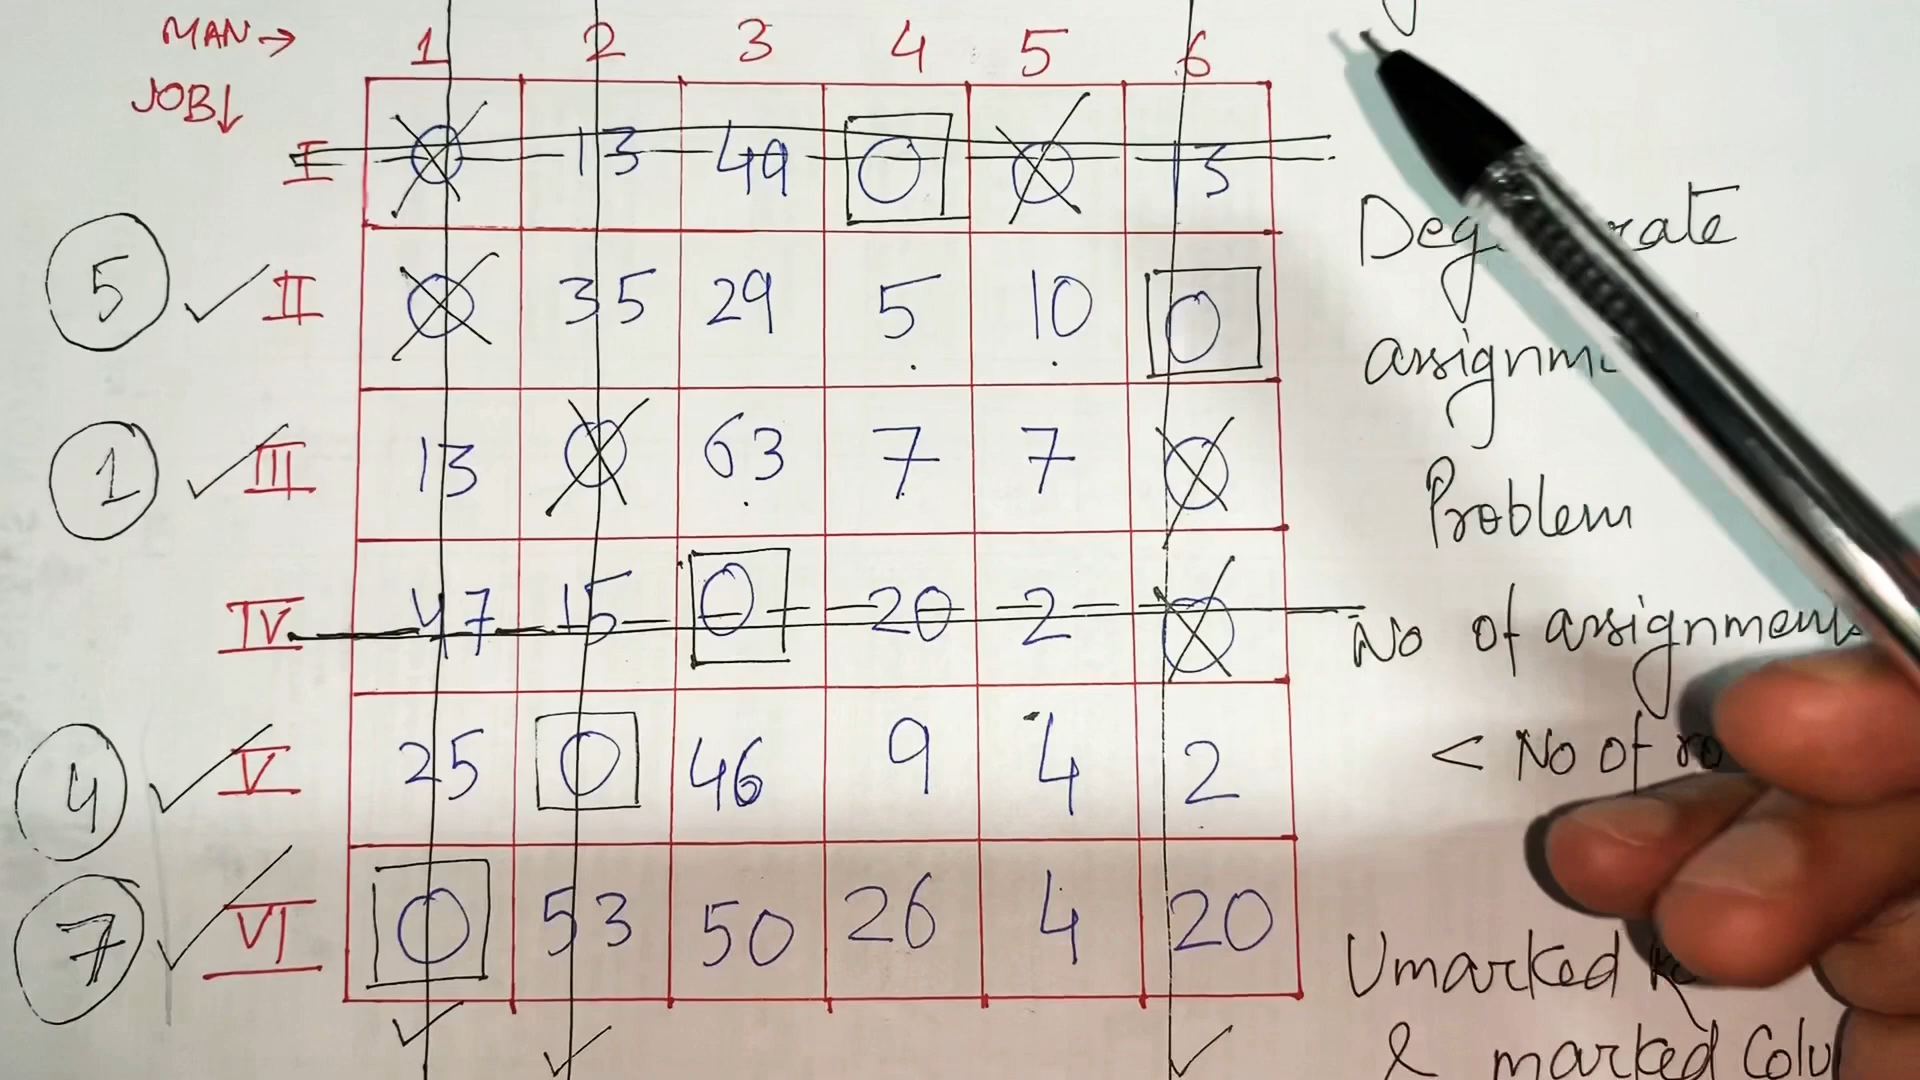 MAN → 1 2 3 4 5 6
JOB ↓
I 0 13 49 0 0 13
5 ✓ II 0 35 29 5 10 0
1 ✓ III 13 0 63 7 7 0
IV 47 15 0 20 2 0
4 ✓ V 25 0 46 9 4 2
7 ✓ VI 0 53 50 26 4 20
✓ ✓ ✓
assignm
Problem
No of assignment
< No of ro
Umarked
& marked Colu